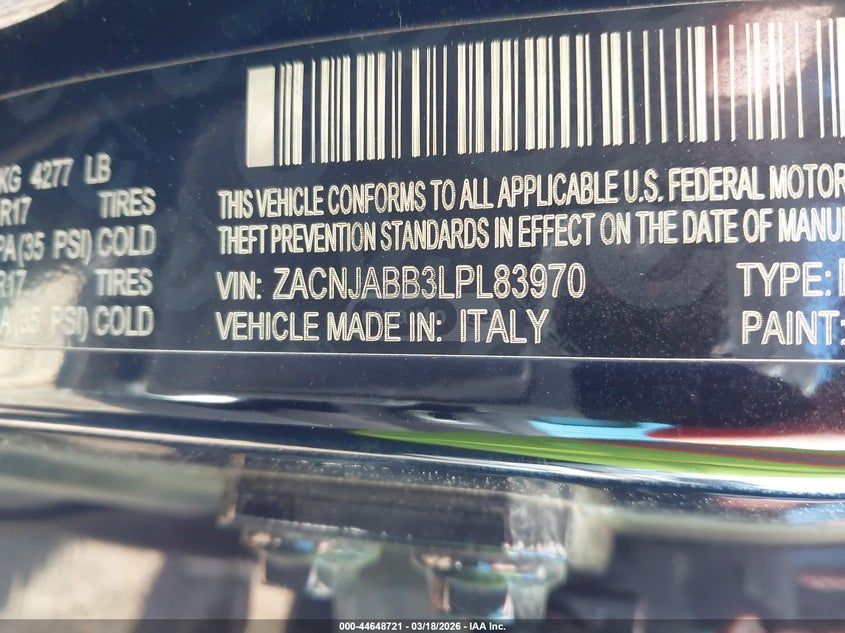 KG 4277 LB
R17 TIRES
PA (35 PSI) COLD
R17 TIRES
A (35 PSI) COLD
THIS VEHICLE CONFORMS TO ALL APPLICABLE U.S. FEDERAL MOTOR
THEFT PREVENTION STANDARDS IN EFFECT ON THE DATE OF MANU
VIN: ZACNJABB3LPL83970 TYPE:
VEHICLE MADE IN: ITALY PAINT:
000-44648721 | 03/18/2026 - IAA Inc.